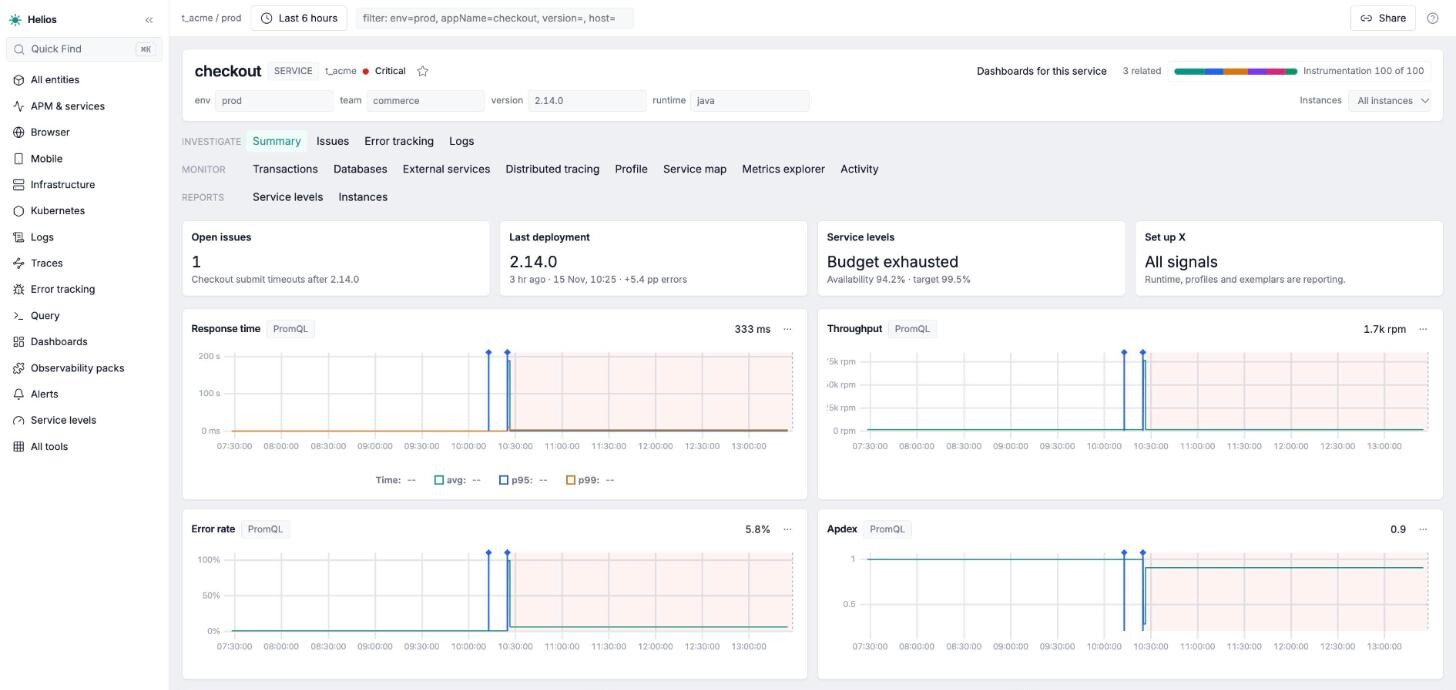 Helios
Quick Find ⌘K
All entities
APM & services
Browser
Mobile
Infrastructure
Kubernetes
Logs
Traces
Error tracking
Query
Dashboards
Observability packs
Alerts
Service levels
All tools
t_acme / prod Last 6 hours filter: env=prod, appName=checkout, version=, host= Share
checkout SERVICE t_acme Critical Dashboards for this service 3 related Instrumentation 100 of 100
env prod team commerce version 2.14.0 runtime java Instances All instances
INVESTIGATE Summary Issues Error tracking Logs
MONITOR Transactions Databases External services Distributed tracing Profile Service map Metrics explorer Activity
REPORTS Service levels Instances
Open issues
1
Checkout submit timeouts after 2.14.0
Last deployment
2.14.0
3 hr ago · 15 Nov, 10:25 · +5.4 pp errors
Service levels
Budget exhausted
Availability 94.2% · target 99.5%
Set up X
All signals
Runtime, profiles and exemplars are reporting.
Response time PromQL 333 ms ...
200 s
100 s
0 ms
07:30:00 08:00:00 08:30:00 09:00:00 09:30:00 10:00:00 10:30:00 11:00:00 11:30:00 12:00:00 12:30:00 13:00:00
Time: -- avg: -- p95: -- p99: --
Throughput PromQL 1.7k rpm ...
5k rpm
0k rpm
25k rpm
0 rpm
07:30:00 08:00:00 08:30:00 09:00:00 09:30:00 10:00:00 10:30:00 11:00:00 11:30:00 12:00:00 12:30:00 13:00:00
Error rate PromQL 5.8% ...
100%
50%
0%
07:30:00 08:00:00 08:30:00 09:00:00 09:30:00 10:00:00 10:30:00 11:00:00 11:30:00 12:00:00 12:30:00 13:00:00
Apdex PromQL 0.9 ...
1
0.5
07:30:00 08:00:00 08:30:00 09:00:00 09:30:00 10:00:00 10:30:00 11:00:00 11:30:00 12:00:00 12:30:00 13:00:00